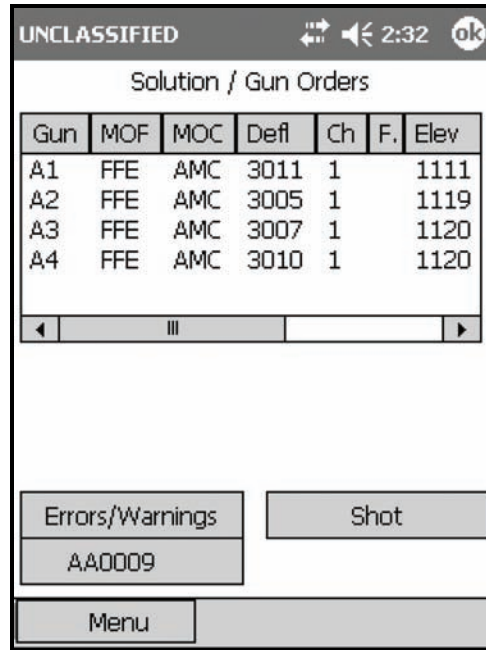 UNCLASSIFIED 2:32 ok
Solution / Gun Orders
Gun MOF MOC Defl Ch F. Elev
A1 FFE AMC 3011 1 1111
A2 FFE AMC 3005 1 1119
A3 FFE AMC 3007 1 1120
A4 FFE AMC 3010 1 1120
Errors/Warnings Shot
AA0009
Menu